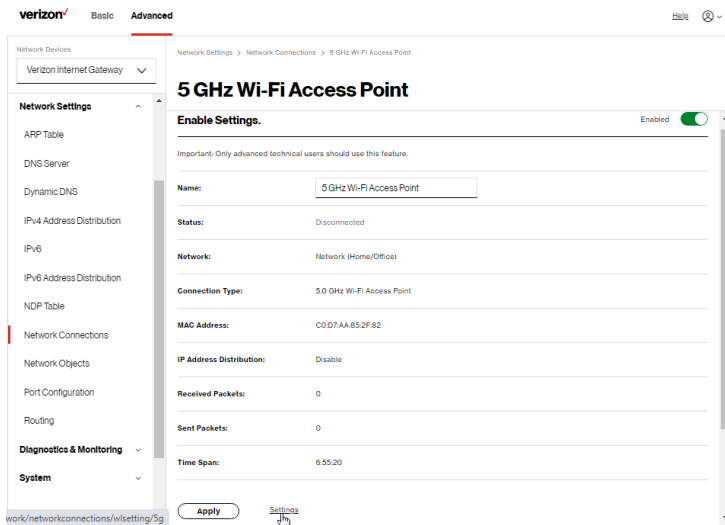 verizon✓ Basic Advanced Help
Network Devices
Verizon Internet Gateway
Network Settings
ARP Table
DNS Server
Dynamic DNS
IPv4 Address Distribution
IPv6
IPv6 Address Distribution
NDP Table
Network Connections
Network Objects
Port Configuration
Routing
Diagnostics & Monitoring
System
work/networkconnections/wlsetting/5g
Network Settings > Network Connections > 5 GHz Wi-Fi Access Point
5 GHz Wi-Fi Access Point
Enable Settings. Enabled
Important: Only advanced technical users should use this feature.
Name: 5 GHz Wi-Fi Access Point
Status: Disconnected
Network: Network (Home/Office)
Connection Type: 5.0 GHz Wi-Fi Access Point
MAC Address: C0:D7:AA:85:2F:82
IP Address Distribution: Disable
Received Packets: 0
Sent Packets: 0
Time Span: 6:55:20
Apply Settings